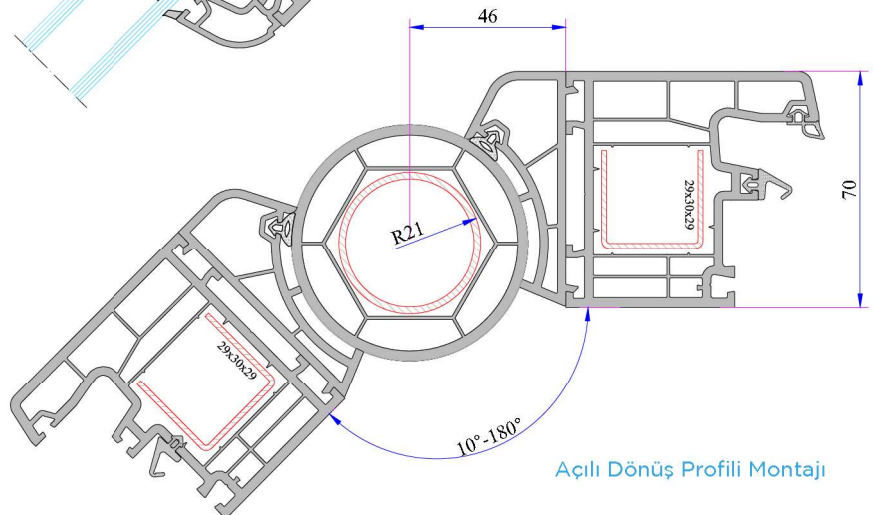 46
R21
29x30x29
70
29x30x29
10°-180°
Açılı Dönüş Profili Montajı